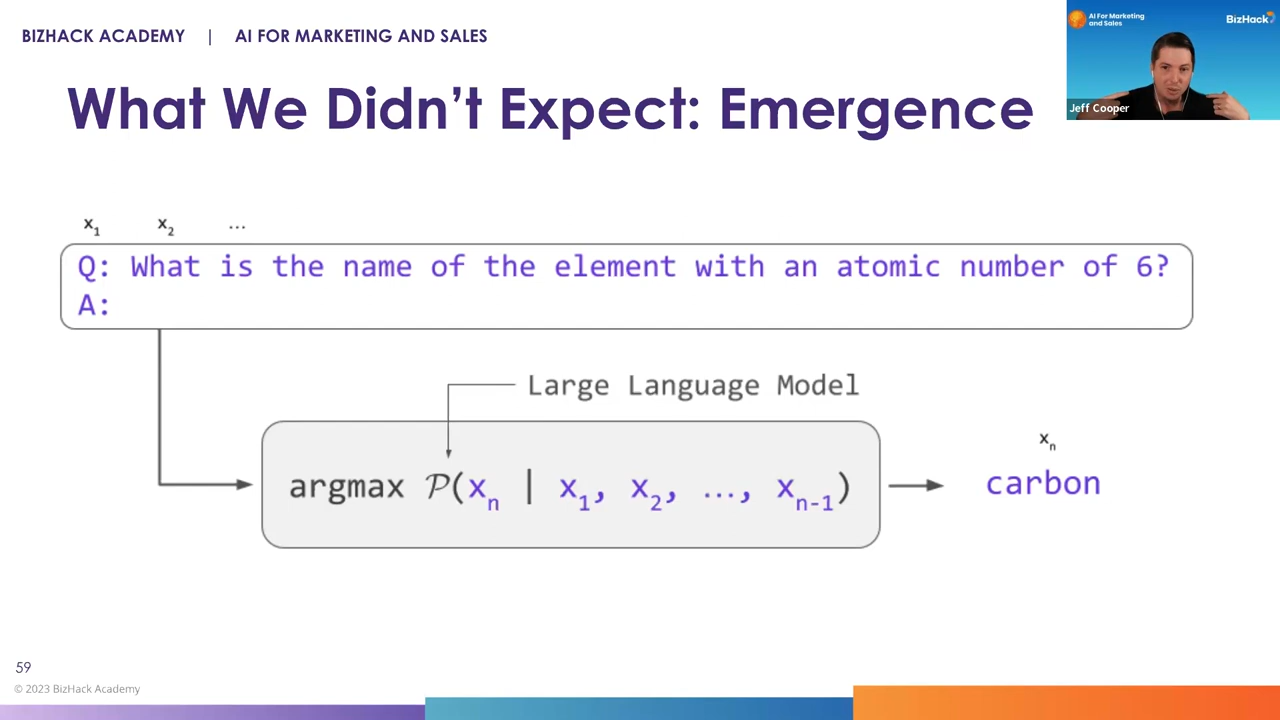 BIZHACK ACADEMY | AI FOR MARKETING AND SALES
AI For Marketing
and Sales
BizHack
Jeff Cooper
What We Didn’t Expect: Emergence
x1 x2 ...
Q: What is the name of the element with an atomic number of 6?
A:
Large Language Model
xn
argmax P(xn | x1, x2, ..., xn-1)
carbon
59
© 2023 BizHack Academy